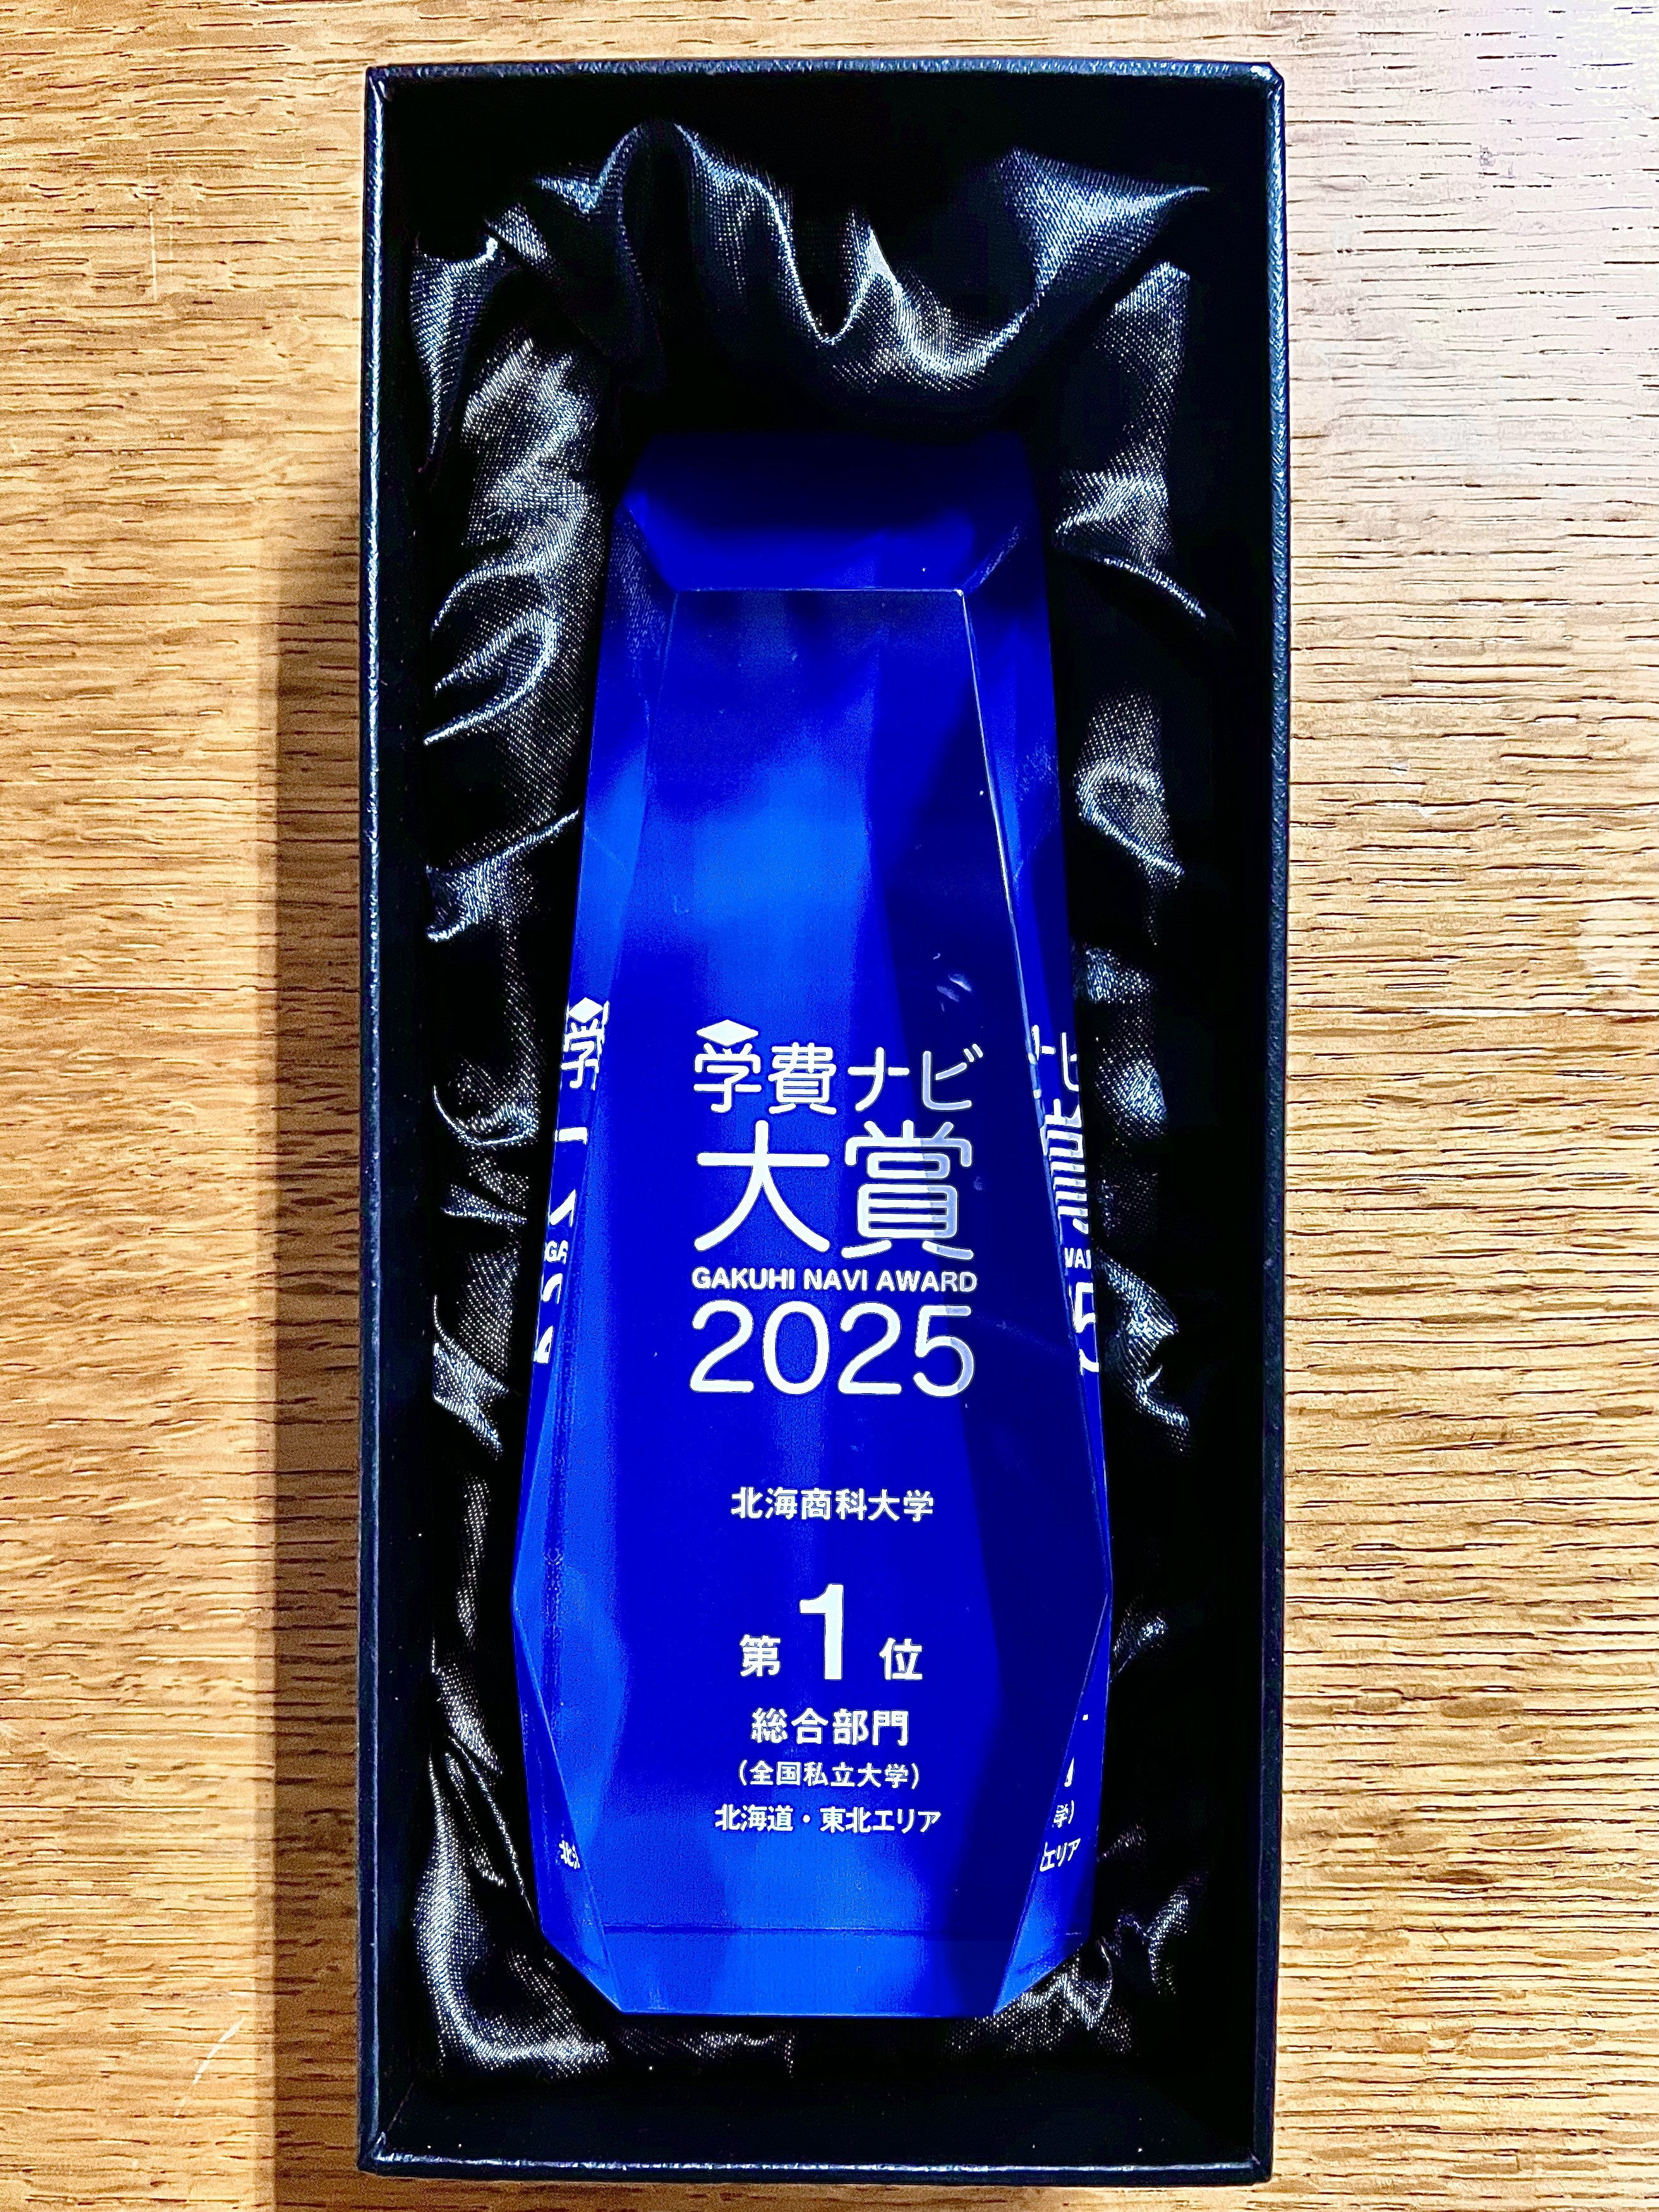 学費ナビ
大賞
GAKUHI NAVI AWARD
2025
北海商科大学
第1位
総合部門
(全国私立大学)
北海道・東北エリア